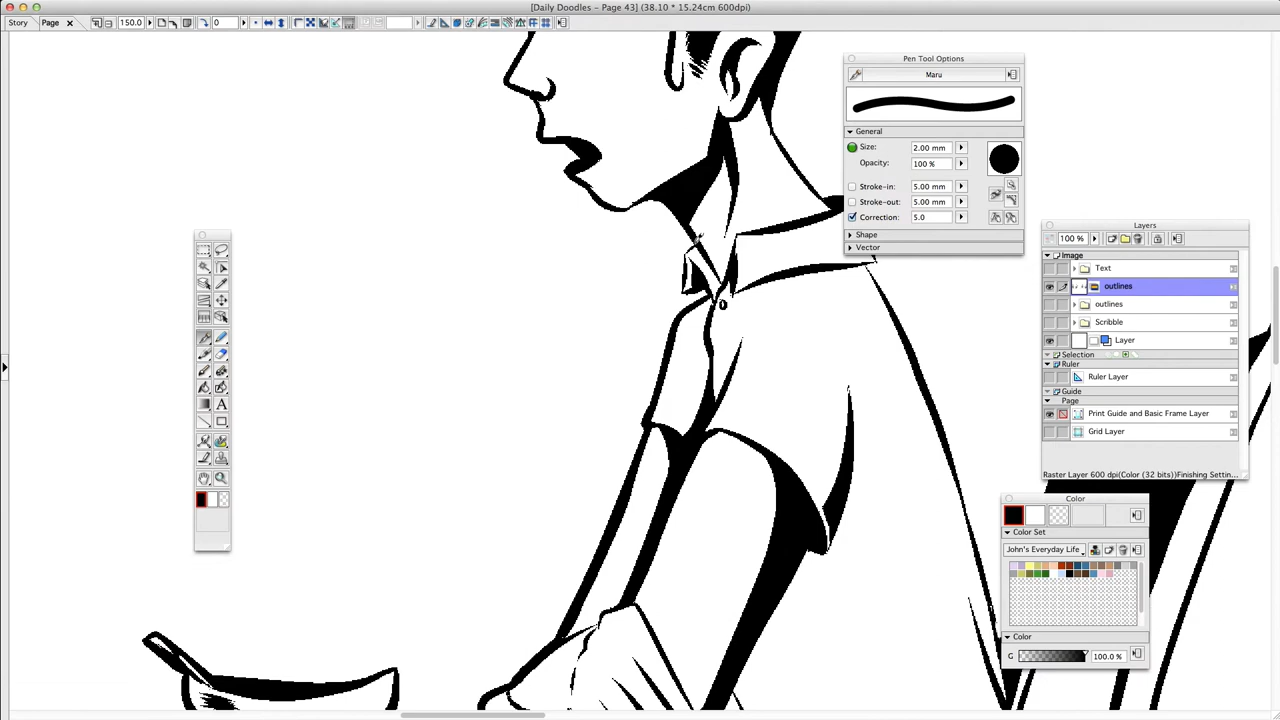 [Daily Doodles - Page 43] (38.10 * 15.24cm 600dpi)
Story Page 150.0 0
Pen Tool Options
Maru
General
Size: 2.00 mm
Opacity: 100 %
Stroke-in: 5.00 mm
Stroke-out: 5.00 mm
Correction: 5.0
Shape
Vector
Layers
100 %
Image
Text
outlines
outlines
Scribble
Layer
Selection
Ruler
Ruler Layer
Guide
Page
Print Guide and Basic Frame Layer
Grid Layer
Raster Layer 600 dpi(Color (32 bits))Finishing Settin...
A
Color
Color Set
John's Everyday Life
Color
G 100.0 %